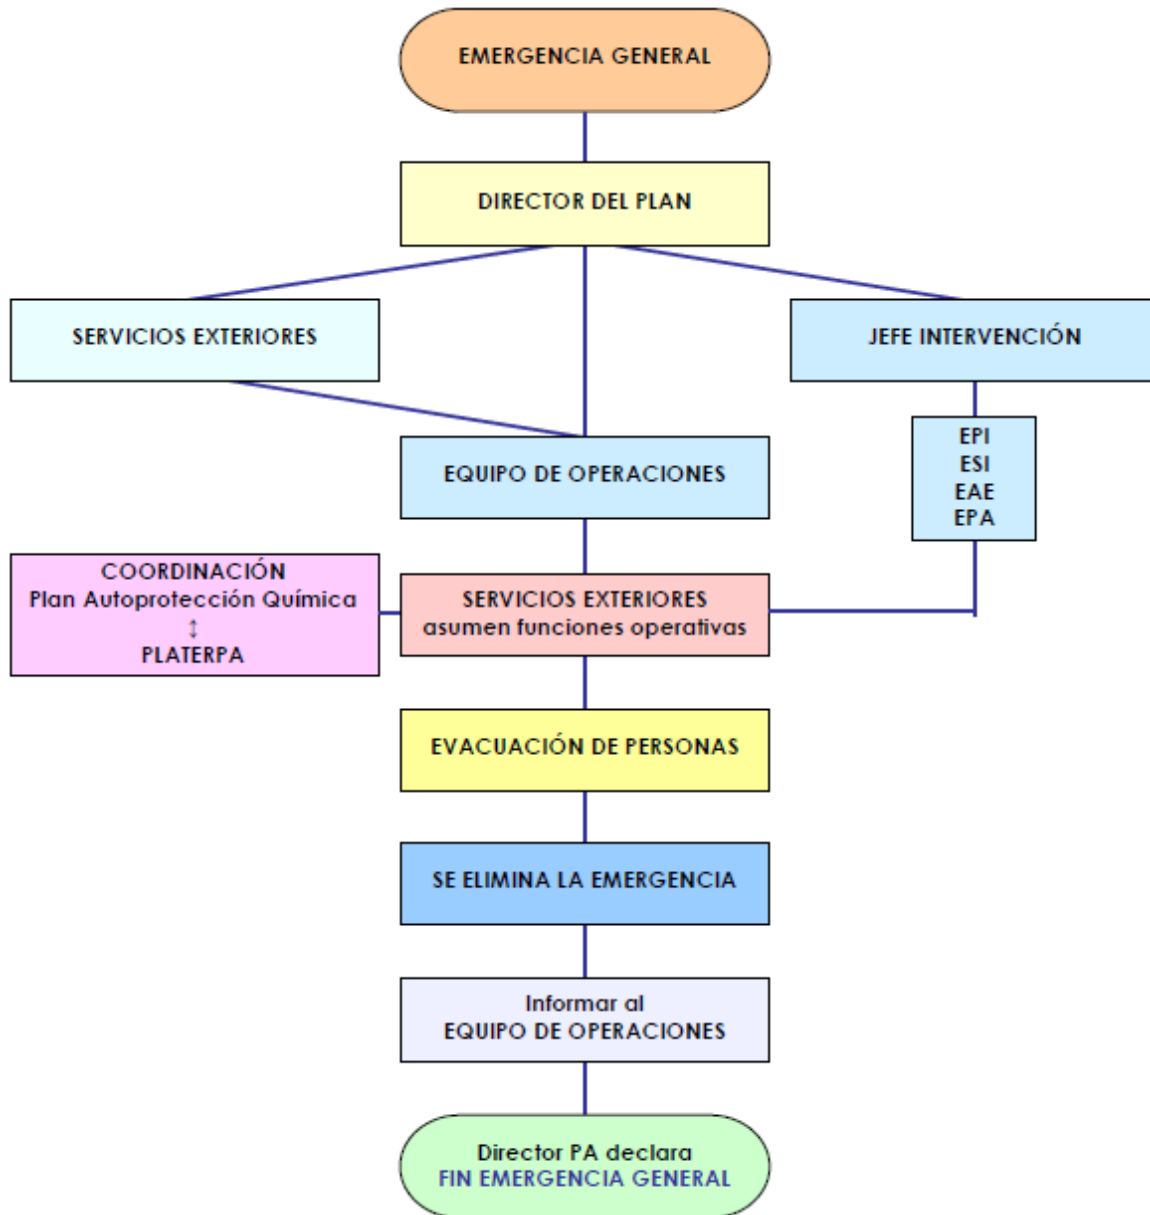 EMERGENCIA GENERAL
DIRECTOR DEL PLAN
SERVICIOS EXTERIORES
JEFE INTERVENCIÓN
EQUIPO DE OPERACIONES
EPI
ESI
EAE
EPA
COORDINACIÓN
Plan Autoprotección Química
↕
PLATERPA
SERVICIOS EXTERIORES
asumen funciones operativas
EVACUACIÓN DE PERSONAS
SE ELIMINA LA EMERGENCIA
Informar al
EQUIPO DE OPERACIONES
Director PA declara
FIN EMERGENCIA GENERAL